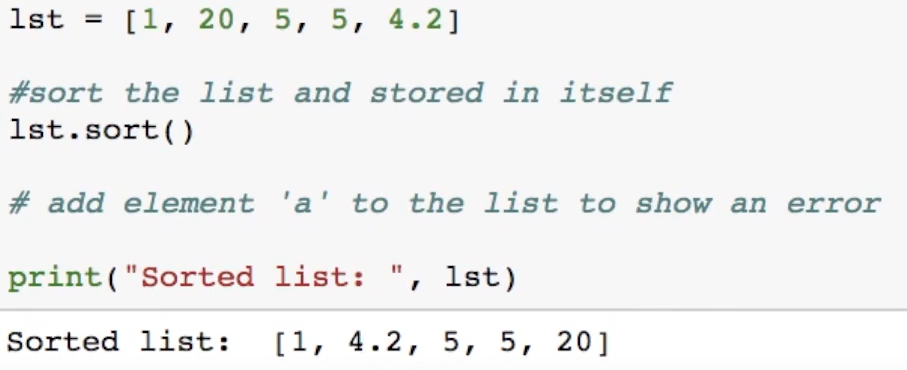 lst = [1, 20, 5, 5, 4.2]
#sort the list and stored in itself
lst.sort()
# add element 'a' to the list to show an error
print("Sorted list: ", lst)
Sorted list:  [1, 4.2, 5, 5, 20]